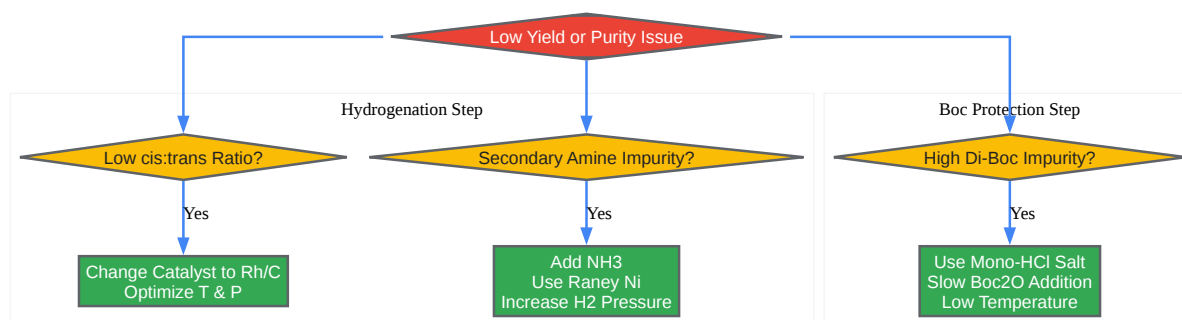 Low Yield or Purity Issue
Hydrogenation Step
Boc Protection Step
Low cis:trans Ratio?
Secondary Amine Impurity?
High Di-Boc Impurity?
Yes
Yes
Yes
Change Catalyst to Rh/C
Optimize T & P
Add NH3
Use Raney Ni
Increase H2 Pressure
Use Mono-HCl Salt
Slow Boc2O Addition
Low Temperature